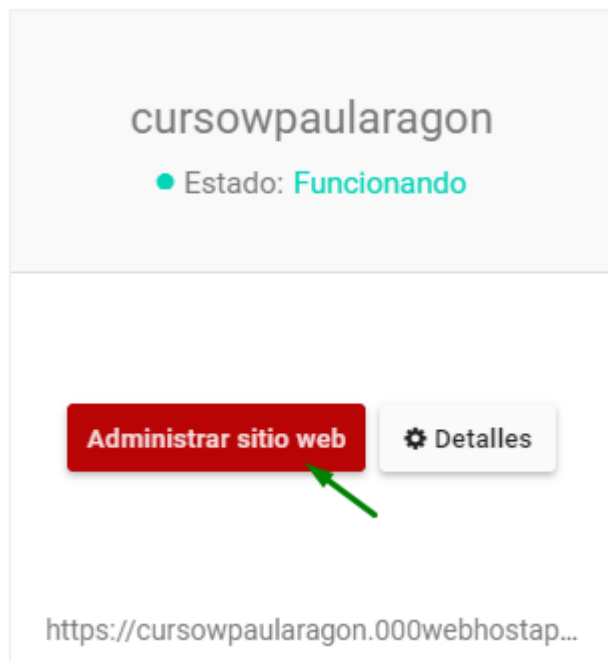 cursowpaularagon
Estado: Funcionando
Administrar sitio web Detalles
https://cursowpaularagon.000webhostap...